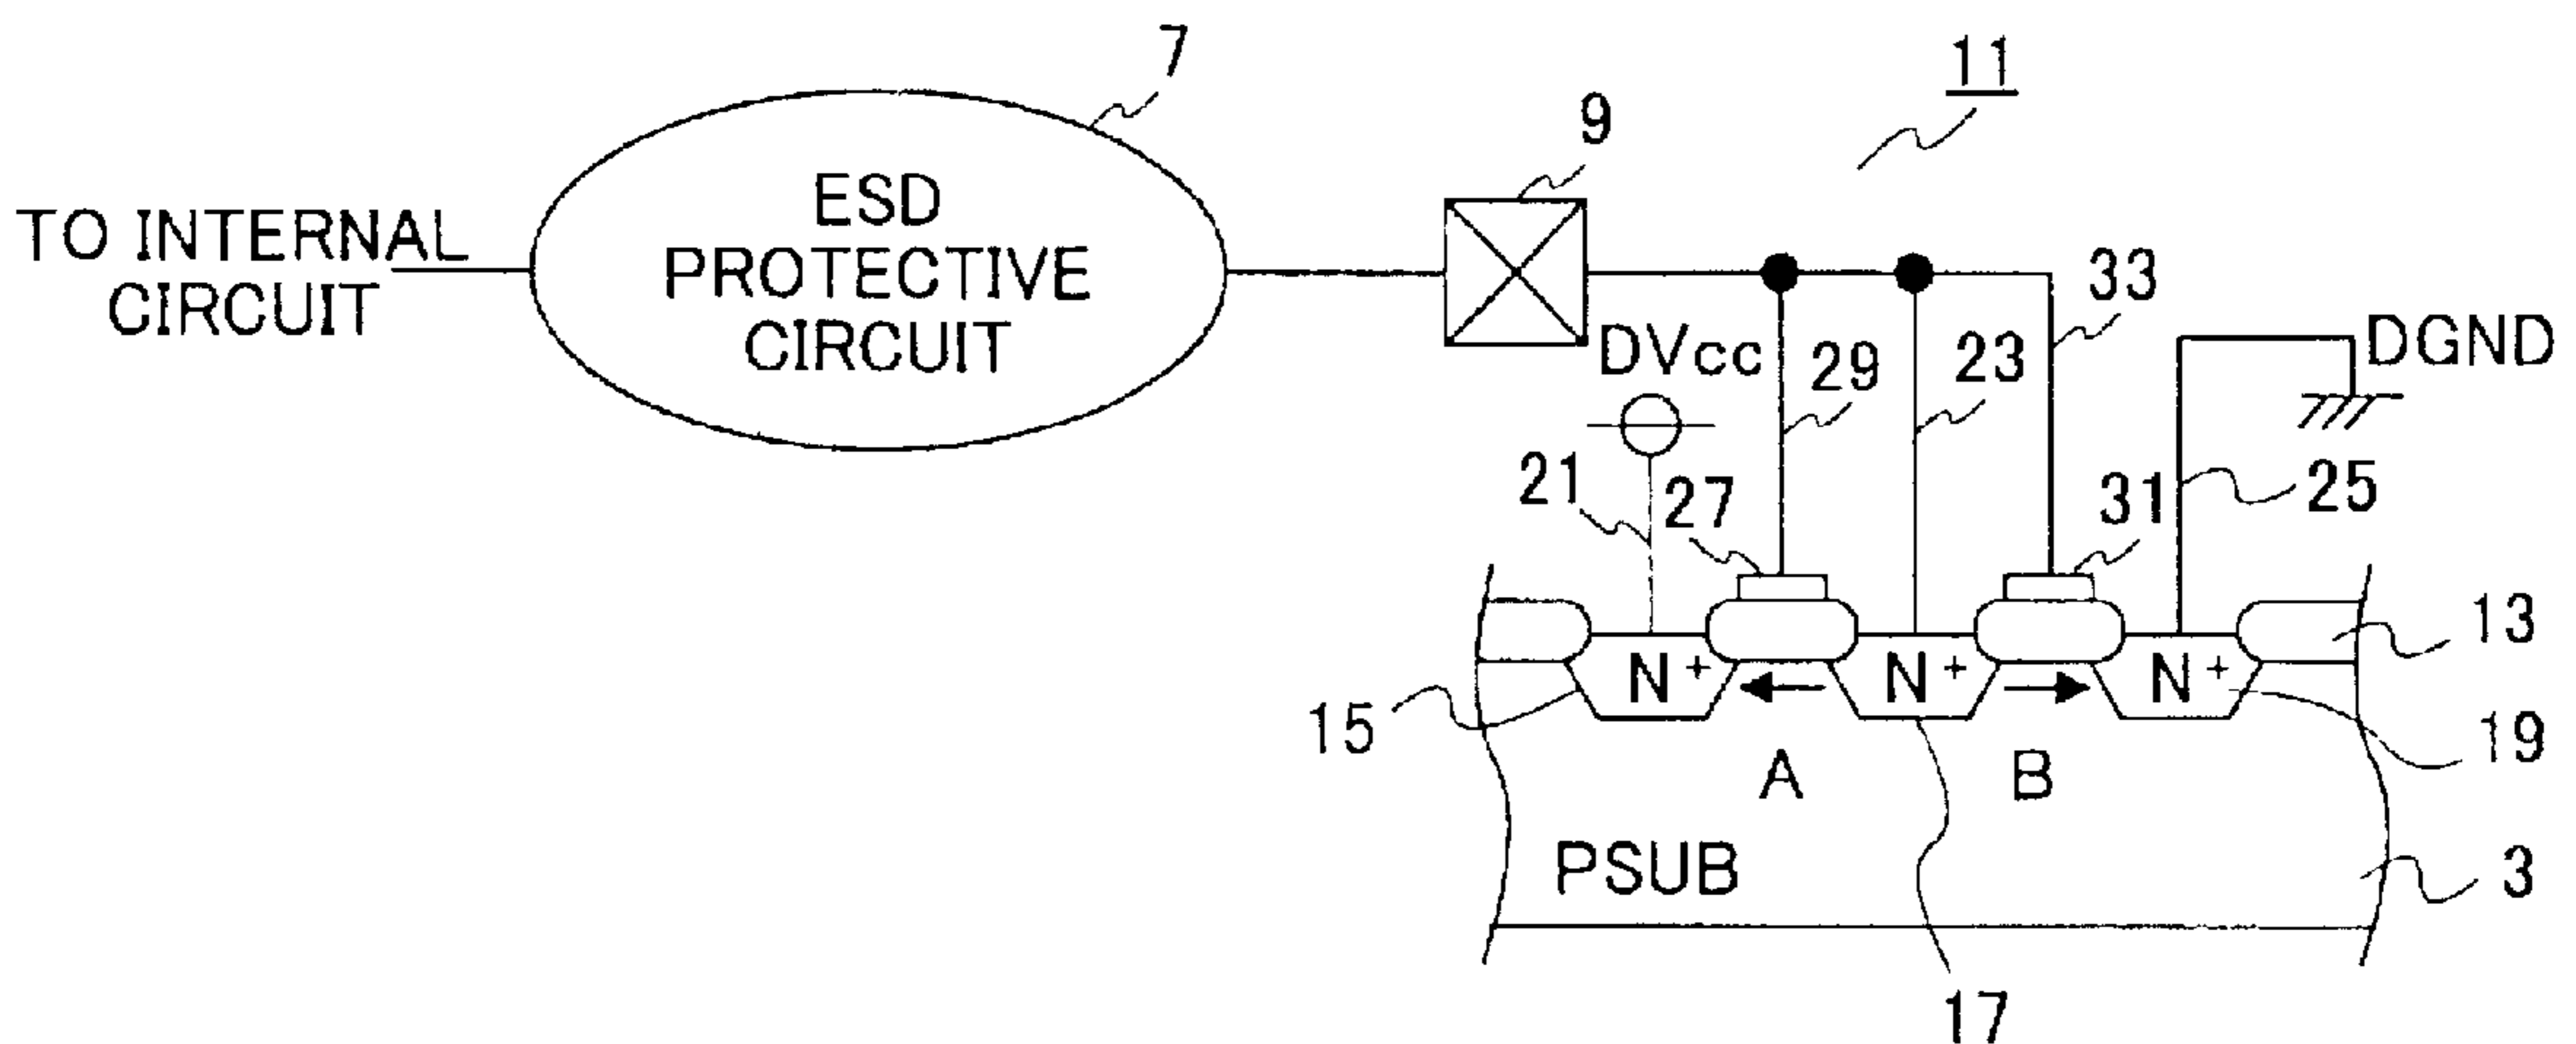 7
11
9
ESD
TO INTERNAL
PROTECTIVE
CIRCUIT
CIRCUIT
33
DVcc
29
23
DGND
21
27
31
25
13
N+
N+
N+
15
19
A
B
PSUB
3
17